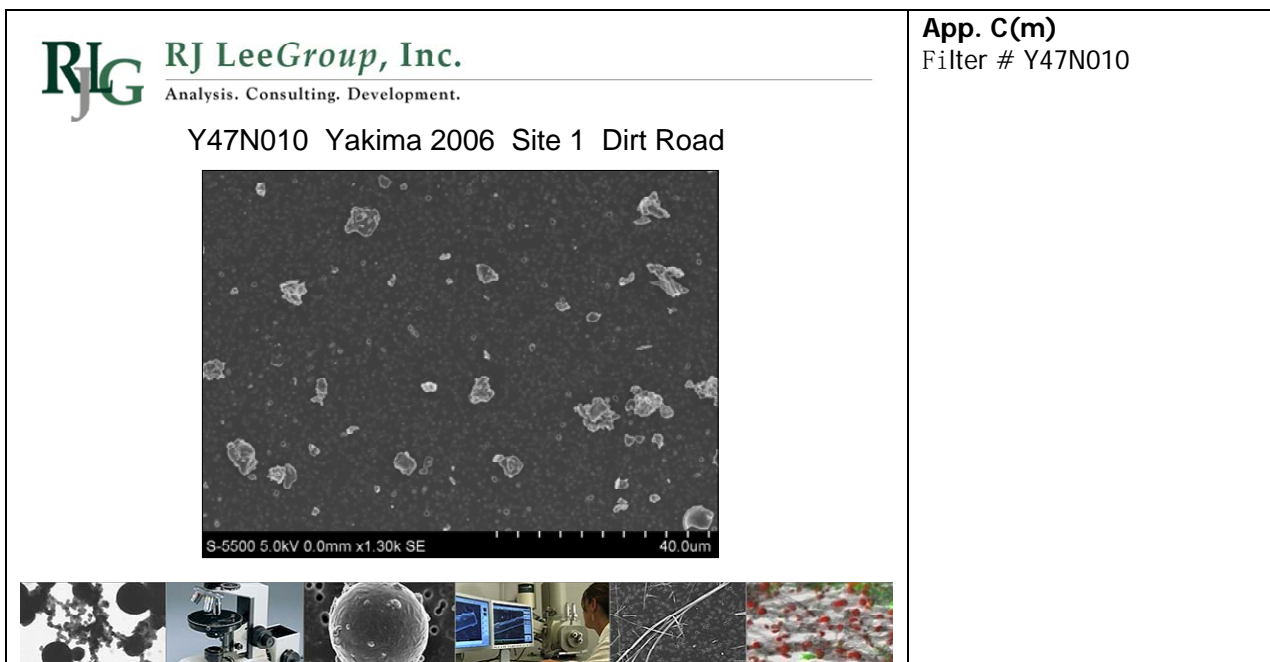 RJLG
RJ LeeGroup, Inc.
Analysis. Consulting. Development.
Y47N010 Yakima 2006 Site 1 Dirt Road
S-5500 5.0kV 0.0mm x1.30k SE 40.0um
App. C(m)
Filter # Y47N010